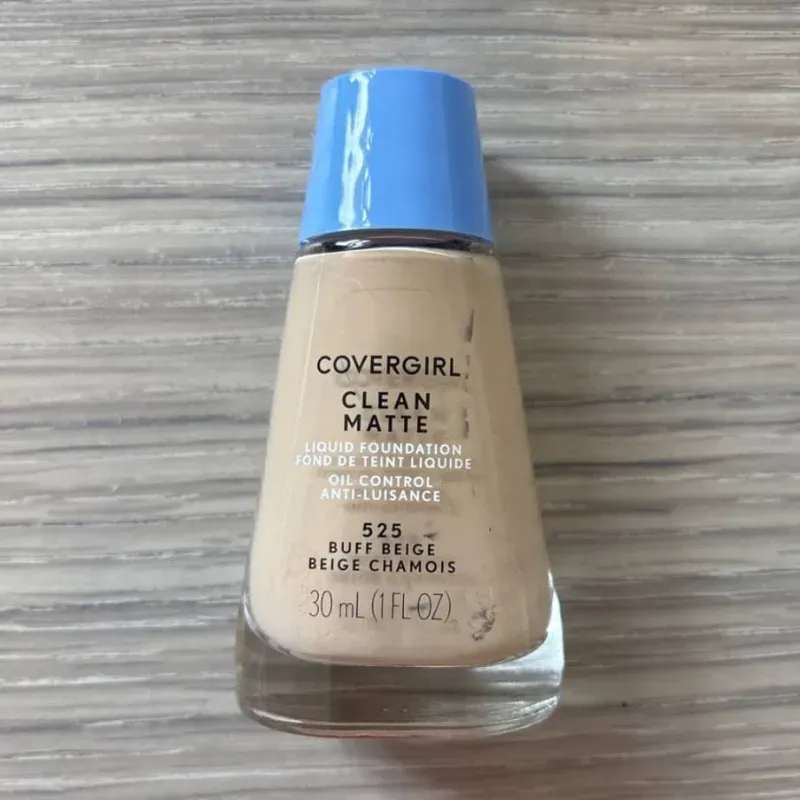 COVERGIRL
CLEAN
MATTE
LIQUID FOUNDATION
FOND DE TEINT LIQUIDE
OIL CONTROL
ANTI-LUISANCE
525
BUFF BEIGE
BEIGE CHAMOIS
30 mL (1 FL OZ)